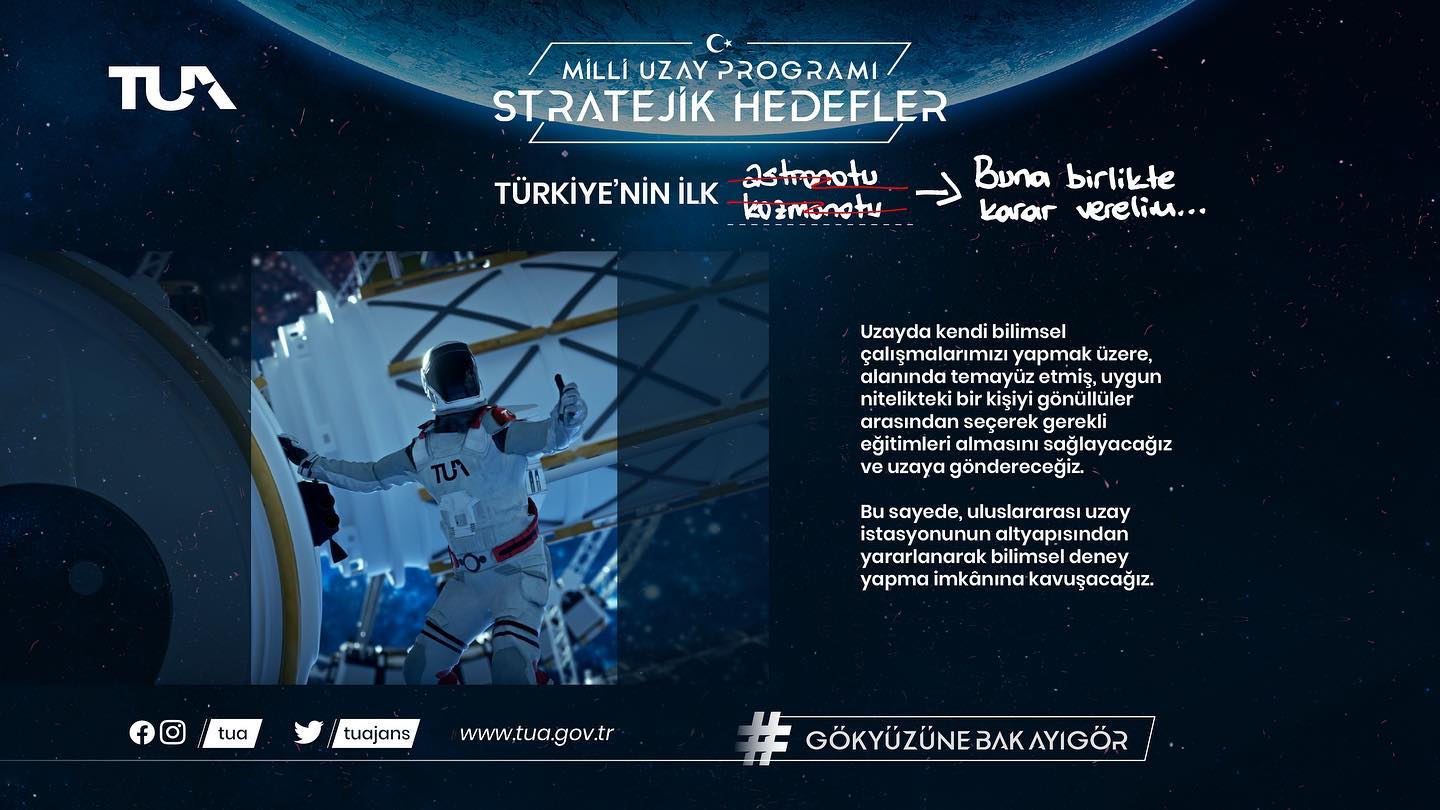 TUA
MİLLİ UZAY PROGRAMI
STRATEJİK HEDEFLER
TÜRKİYE'NİN İLK
astronotu
kozmonotu
Buna birlikte
karar verelim...
Uzayda kendi bilimsel
çalışmalarımızı yapmak üzere,
alanında temayüz etmiş, uygun
nitelikteki bir kişiyi gönüllüler
arasından seçerek gerekli
eğitimleri almasını sağlayacağız
ve uzaya göndereceğiz.
Bu sayede, uluslararası uzay
istasyonunun altyapısından
yararlanarak bilimsel deney
yapma imkânına kavuşacağız.
TUA
tua
tuajans
www.tua.gov.tr
#GÖKYÜZÜNEBAKAYIGÖR